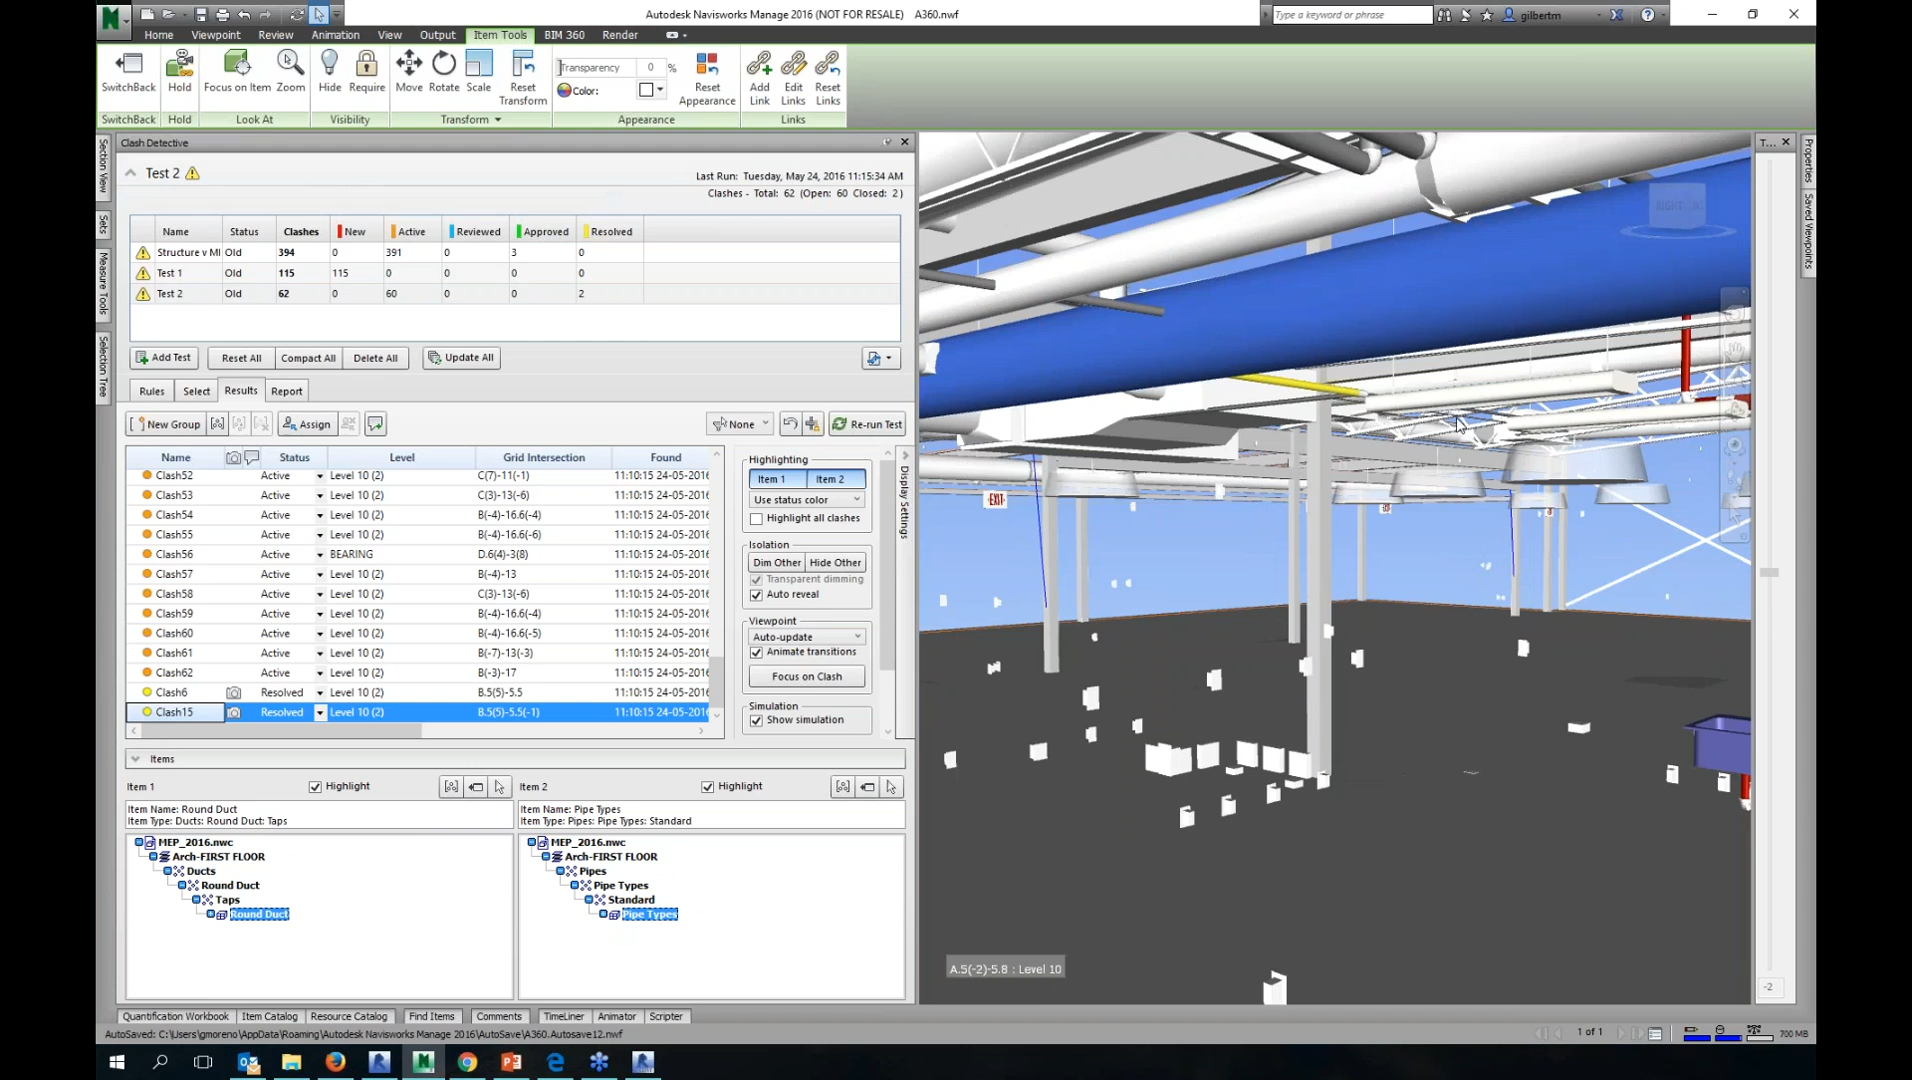 Autodesk Navisworks Manage 2016 (NOT FOR RESALE) A360.nwf
Type a keyword or phrase
gilbertm
Home Viewpoint Review Animation View Output Item Tools BIM 360 Render
SwitchBack Hold Focus on Item Zoom Hide Require Move Rotate Scale Reset Transform
Transparency 0 %
Color:
Reset Appearance
Add Link Edit Links Reset Links
SwitchBack Hold Look At Visibility Transform Appearance Links
Section View
Sets
Measure Tools
Selection Tree
Clash Detective
Test 2
Last Run: Tuesday, May 24, 2016 11:15:34 AM
Clashes - Total: 62 (Open: 60 Closed: 2)
Name Status Clashes New Active Reviewed Approved Resolved
Structure v MI Old 394 0 391 0 3 0
Test 1 Old 115 115 0 0 0 0
Test 2 Old 62 0 60 0 0 2
Add Test Reset All Compact All Delete All Update All
Rules Select Results Report
New Group Assign None Re-run Test
Name Status Level Grid Intersection Found
Clash52 Active Level 10 (2) C(7)-11(-1) 11:10:15 24-05-2016
Clash53 Active Level 10 (2) C(3)-13(-6) 11:10:15 24-05-2016
Clash54 Active Level 10 (2) B(-4)-16.6(-4) 11:10:15 24-05-2016
Clash55 Active Level 10 (2) B(-4)-16.6(-6) 11:10:15 24-05-2016
Clash56 Active BEARING D.6(4)-3(8) 11:10:15 24-05-2016
Clash57 Active Level 10 (2) B(-4)-13 11:10:15 24-05-2016
Clash58 Active Level 10 (2) C(3)-13(-6) 11:10:15 24-05-2016
Clash59 Active Level 10 (2) B(-4)-16.6(-4) 11:10:15 24-05-2016
Clash60 Active Level 10 (2) B(-4)-16.6(-5) 11:10:15 24-05-2016
Clash61 Active Level 10 (2) B(-7)-13(-3) 11:10:15 24-05-2016
Clash62 Active Level 10 (2) B(-3)-17 11:10:15 24-05-2016
Clash6 Resolved Level 10 (2) B.5(5)-5.5 11:10:15 24-05-2016
Clash15 Resolved Level 10 (2) B.5(5)-5.5(-1) 11:10:15 24-05-2016
Highlighting
Item 1 Item 2
Use status color
Highlight all clashes
Isolation
Dim Other Hide Other
Transparent dimming
Auto reveal
Viewpoint
Auto-update
Animate transitions
Focus on Clash
Simulation
Show simulation
Display Settings
Items
Item 1 Highlight
Item Name: Round Duct
Item Type: Ducts: Round Duct: Taps
MEP_2016.nwc
Arch-FIRST FLOOR
Ducts
Round Duct
Taps
Round Duct
Item 2 Highlight
Item Name: Pipe Types
Item Type: Pipes: Pipe Types: Standard
MEP_2016.nwc
Arch-FIRST FLOOR
Pipes
Pipe Types
Standard
Pipe Types
RIGHT
EXIT
A.5(-2)-5.8 : Level 10
T...
-2
Properties
Saved Viewpoints
Quantification Workbook Item Catalog Resource Catalog Find Items Comments TimeLiner Animator Scripter
AutoSaved: C:\Users\gmoreno\AppData\Roaming\Autodesk Navisworks Manage 2016\AutoSave\A360.Autosave12.nwf
1 of 1
700 MB